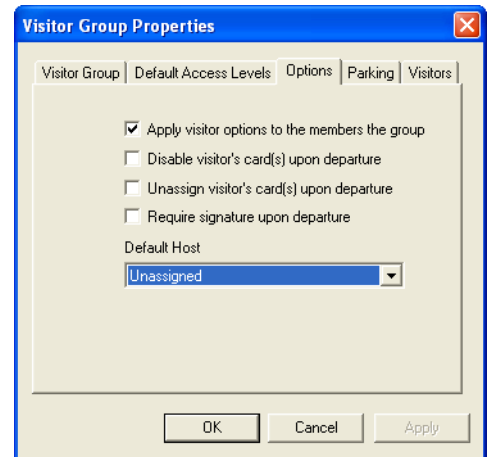 Visitor Group Properties
Visitor Group Default Access Levels Options Parking Visitors
Apply visitor options to the members the group
Disable visitor's card(s) upon departure
Unassign visitor's card(s) upon departure
Require signature upon departure
Default Host
Unassigned
OK Cancel Apply